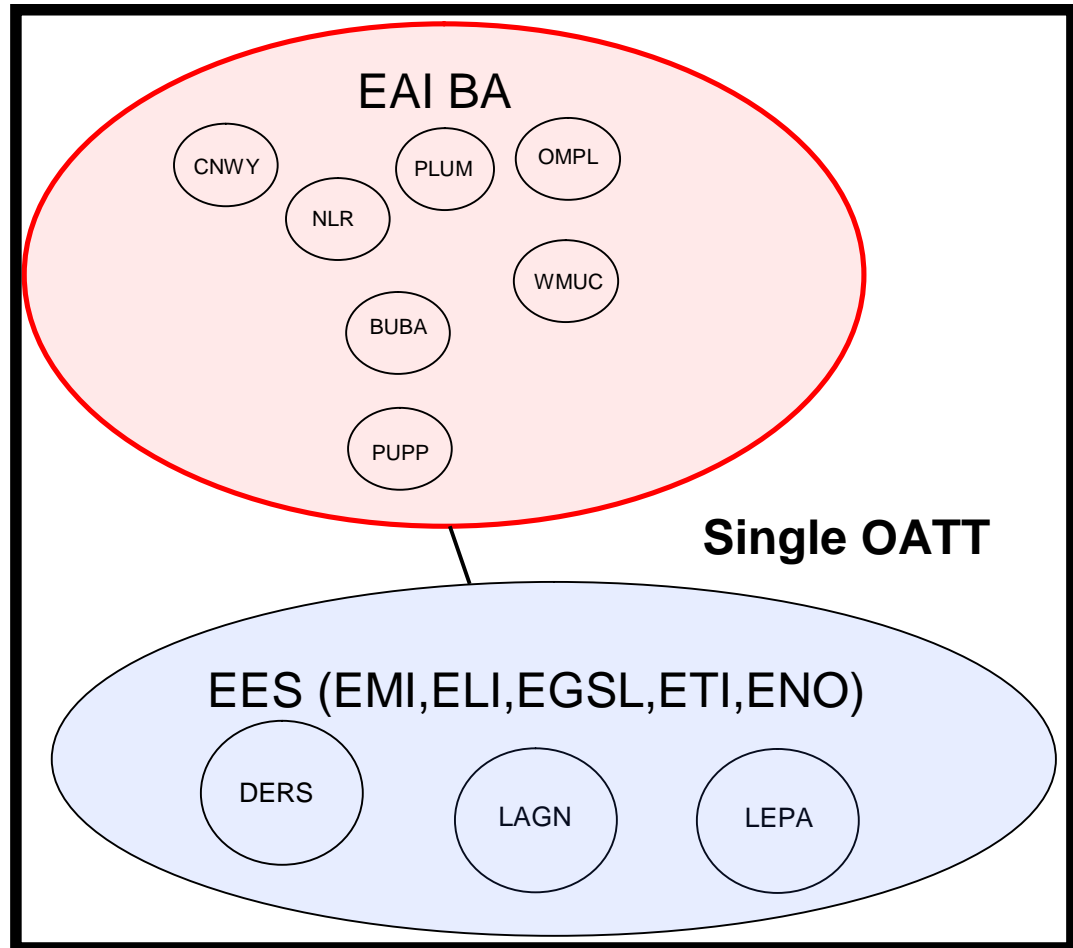 EAI BA
CNWY
PLUM
OMPL
NLR
WMUC
BUBA
PUPP
Single OATT
EES (EMI,ELI,EGSL,ETI,ENO)
DERS
LAGN
LEPA